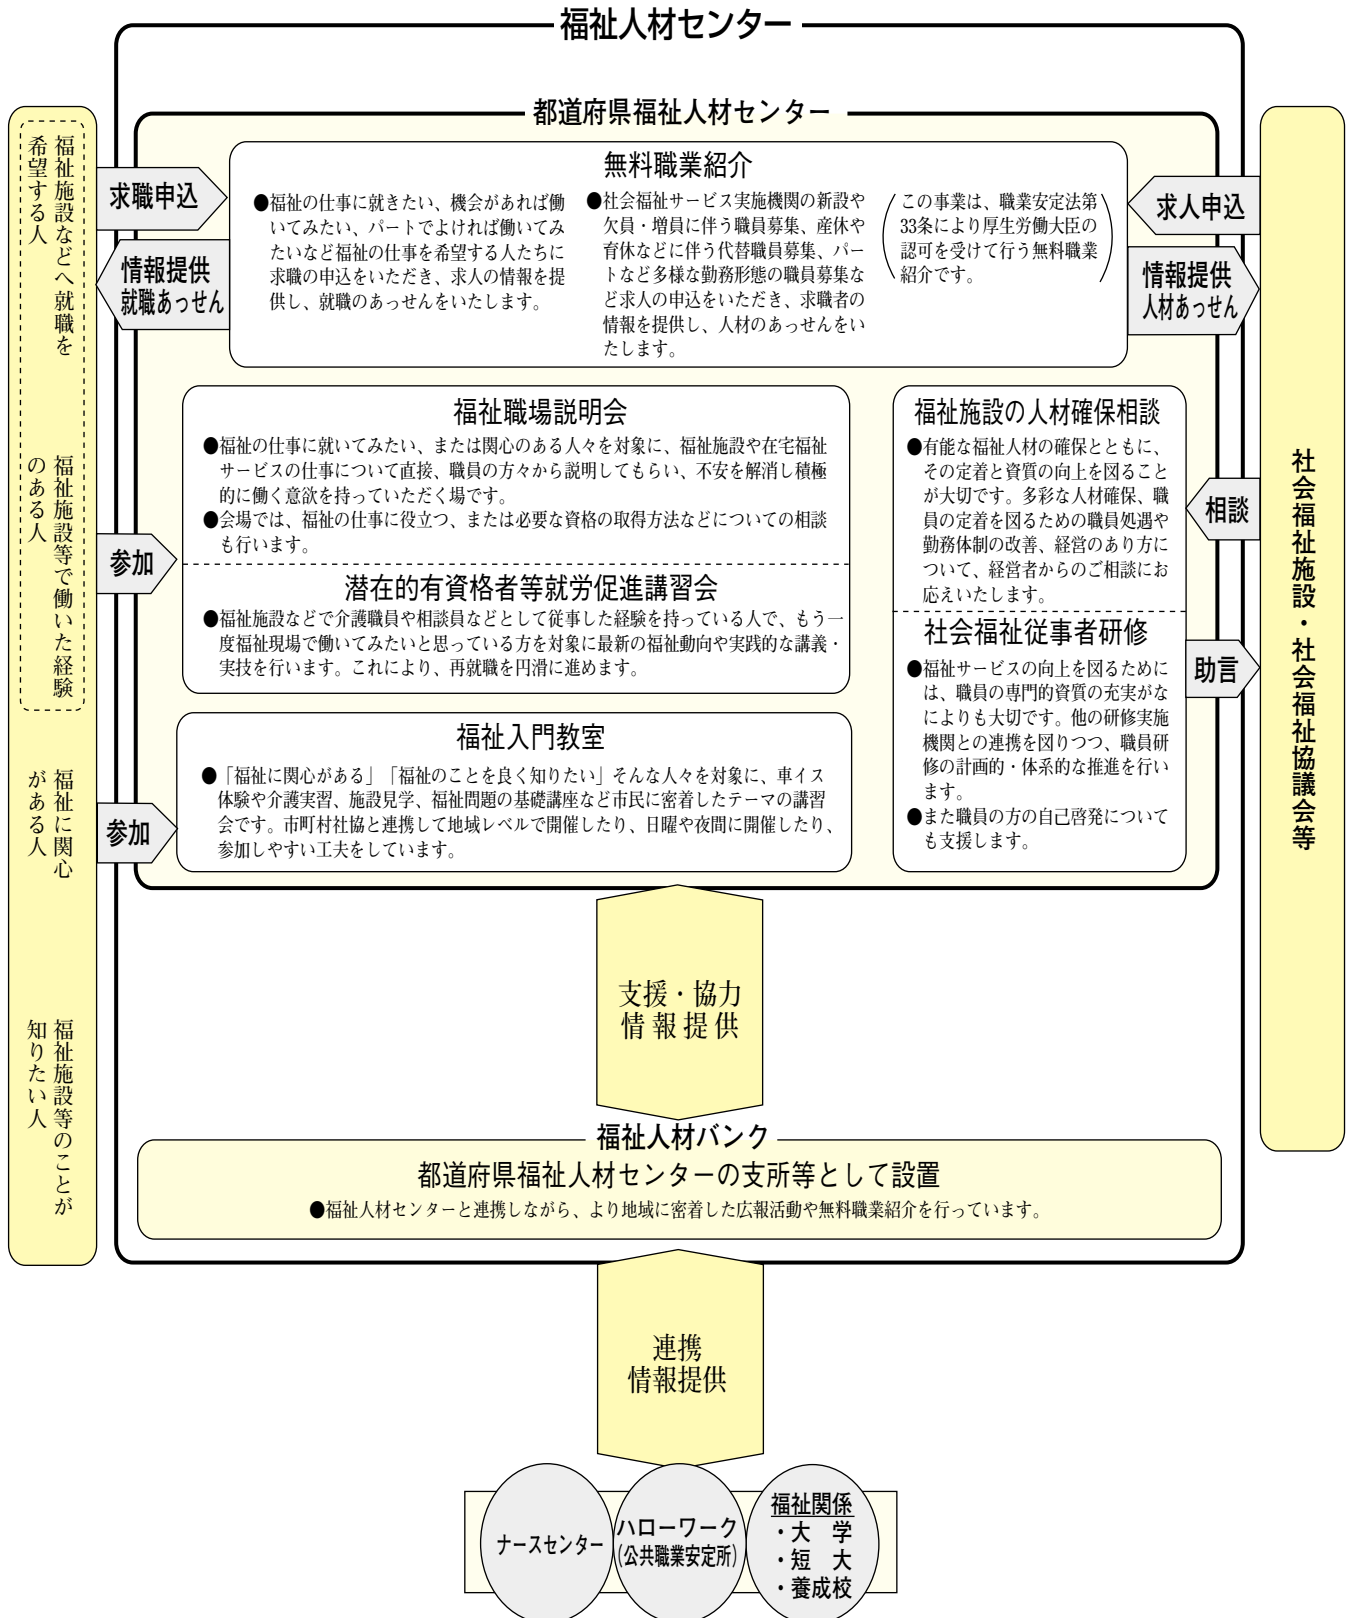 福祉人材センター
都道府県福祉人材センター
福祉施設などへ就職を
希望する人
福祉施設等で働いた経験
のある人
福祉に関心
がある人
福祉施設等のことが
知りたい人
求職申込
情報提供
就職あっせん
無料職業紹介
●福祉の仕事に就きたい、機会があれば働
いてみたい、パートでよければ働いてみ
たいなど福祉の仕事を希望する人たちに
求職の申込をいただき、求人の情報を提
供し、就職のあっせんをいたします。
●社会福祉サービス実施機関の新設や
欠員・増員に伴う職員募集、産休や
育休などに伴う代替職員募集、パー
トなど多様な勤務形態の職員募集な
ど求人の申込をいただき、求職者の
情報を提供し、人材のあっせんをい
たします。
この事業は、職業安定法第
33条により厚生労働大臣の
認可を受けて行う無料職業
紹介です。
求人申込
情報提供
人材あっせん
参加
福祉職場説明会
●福祉の仕事に就いてみたい、または関心のある人々を対象に、福祉施設や在宅福祉
サービスの仕事について直接、職員の方々から説明してもらい、不安を解消し積極
的に働く意欲を持っていただく場です。
●会場では、福祉の仕事に役立つ、または必要な資格の取得方法などについての相談
も行います。
潜在的有資格者等就労促進講習会
●福祉施設などで介護職員や相談員などとして従事した経験を持っている人で、もう一
度福祉現場で働いてみたいと思っている方を対象に最新の福祉動向や実践的な講義・
実技を行います。これにより、再就職を円滑に進めます。
参加
福祉入門教室
●「福祉に関心がある」「福祉のことを良く知りたい」そんな人々を対象に、車イス
体験や介護実習、施設見学、福祉問題の基礎講座など市民に密着したテーマの講習
会です。市町村社協と連携して地域レベルで開催したり、日曜や夜間に開催したり、
参加しやすい工夫をしています。
福祉施設の人材確保相談
●有能な福祉人材の確保とともに、
その定着と資質の向上を図ること
が大切です。多彩な人材確保、職
員の定着を図るための職員処遇や
勤務体制の改善、経営のあり方に
ついて、経営者からのご相談にお
応えいたします。
社会福祉従事者研修
●福祉サービスの向上を図るために
は、職員の専門的資質の充実がな
によりも大切です。他の研修実施
機関との連携を図りつつ、職員研
修の計画的・体系的な推進を行い
ます。
●また職員の方の自己啓発について
も支援します。
相談
助言
社会福祉施設・社会福祉協議会等
支援・協力
情報提供
福祉人材バンク
都道府県福祉人材センターの支所等として設置
●福祉人材センターと連携しながら、より地域に密着した広報活動や無料職業紹介を行っています。
連携
情報提供
ナースセンター
ハローワーク
(公共職業安定所)
福祉関係
・大　学
・短　大
・養成校